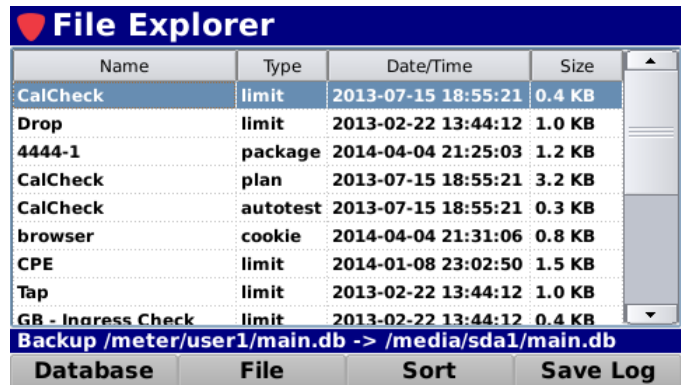 File Explorer
Name Type Date/Time Size
CalCheck limit 2013-07-15 18:55:21 0.4 KB
Drop limit 2013-02-22 13:44:12 1.0 KB
4444-1 package 2014-04-04 21:25:03 1.2 KB
CalCheck plan 2013-07-15 18:55:21 3.2 KB
CalCheck autotest 2013-07-15 18:55:21 0.3 KB
browser cookie 2014-04-04 21:31:06 0.8 KB
CPE limit 2014-01-08 23:02:50 1.5 KB
Tap limit 2013-02-22 13:44:12 1.0 KB
GB - Ingress Check limit 2013-02-22 13:44:12 0.4 KB
Backup /meter/user1/main.db -> /media/sda1/main.db
Database File Sort Save Log